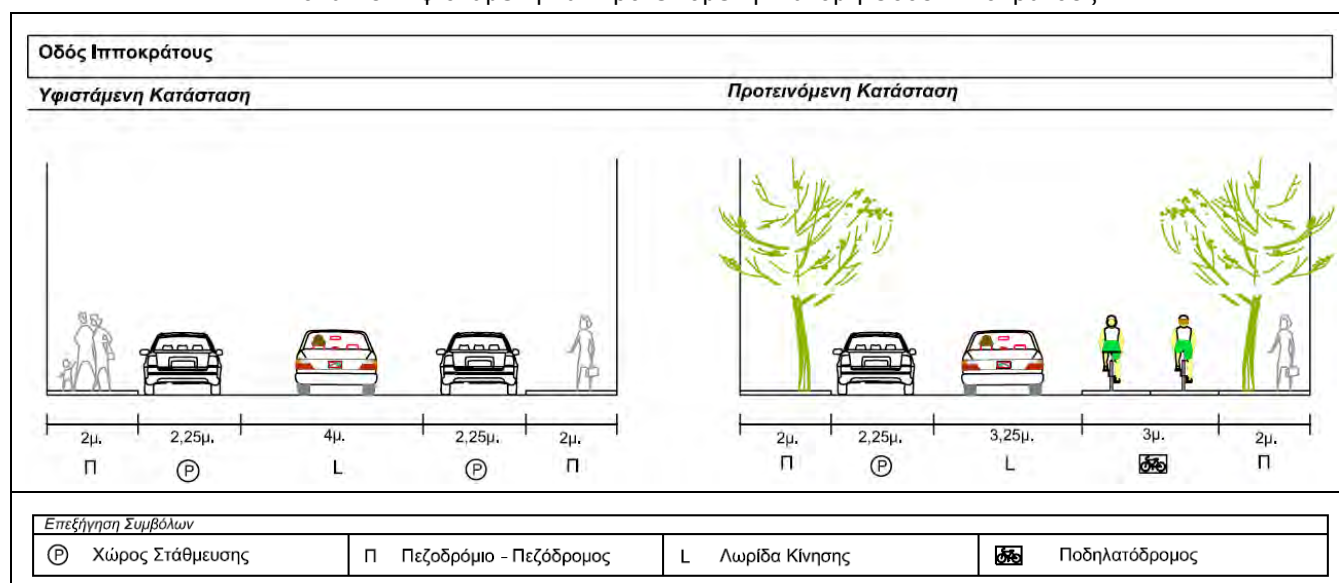 Οδός Ιπποκράτους
Υφιστάμενη Κατάσταση
Προτεινόμενη Κατάσταση
2μ. 2,25μ. 4μ. 2,25μ. 2μ.
Π P L P Π
2μ. 2,25μ. 3,25μ. 3μ. 2μ.
Π P L Π
Επεξήγηση Συμβόλων
P Χώρος Στάθμευσης Π Πεζοδρόμιο - Πεζόδρομος L Λωρίδα Κίνησης Ποδηλατόδρομος